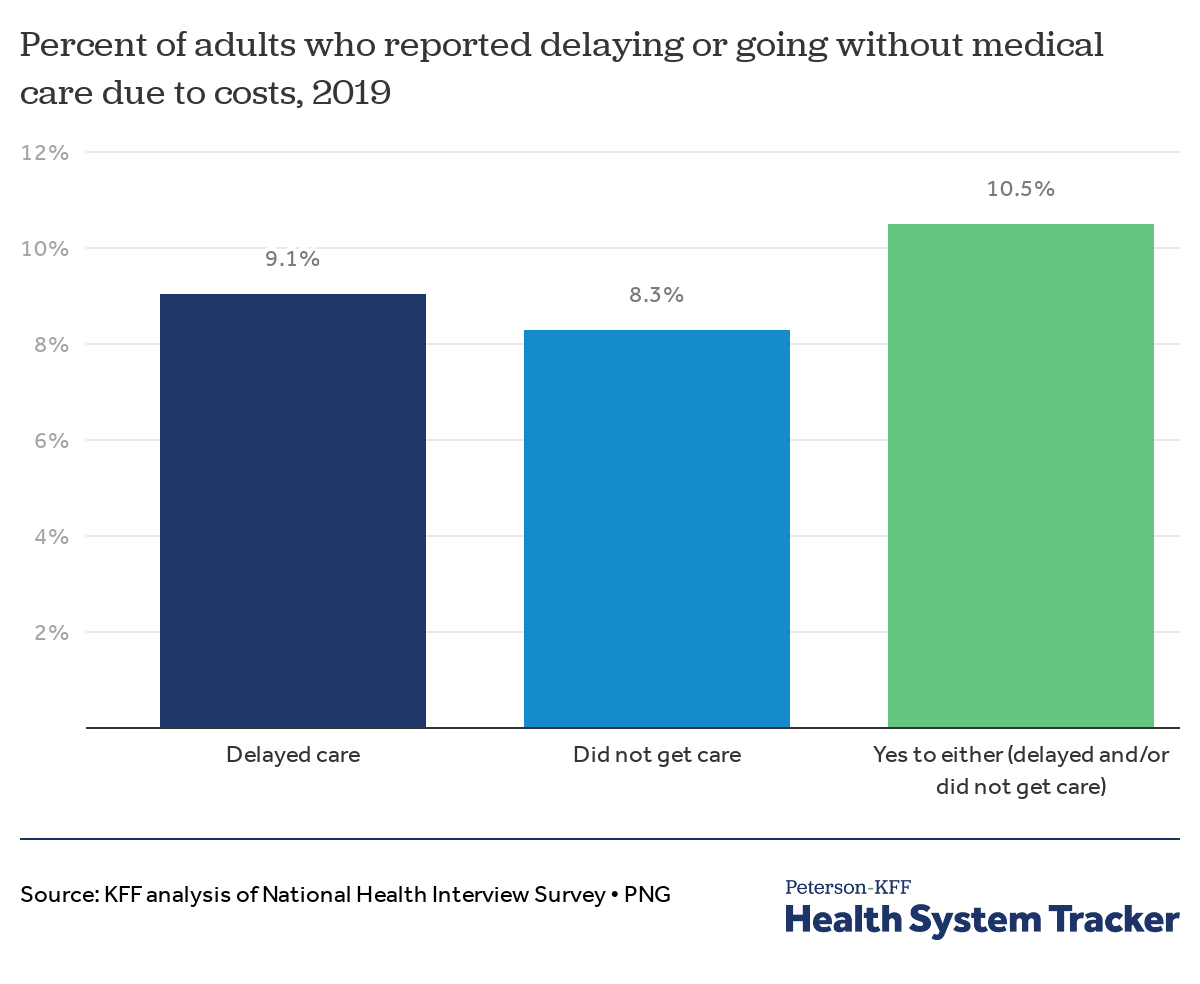 Percent of adults who reported delaying or going without medical
care due to costs, 2019
12%
10%
8%
6%
4%
2%
9.1%
8.3%
10.5%
Delayed care
Did not get care
Yes to either (delayed and/or
did not get care)
Source: KFF analysis of National Health Interview Survey • PNG
Peterson-KFF
Health System Tracker